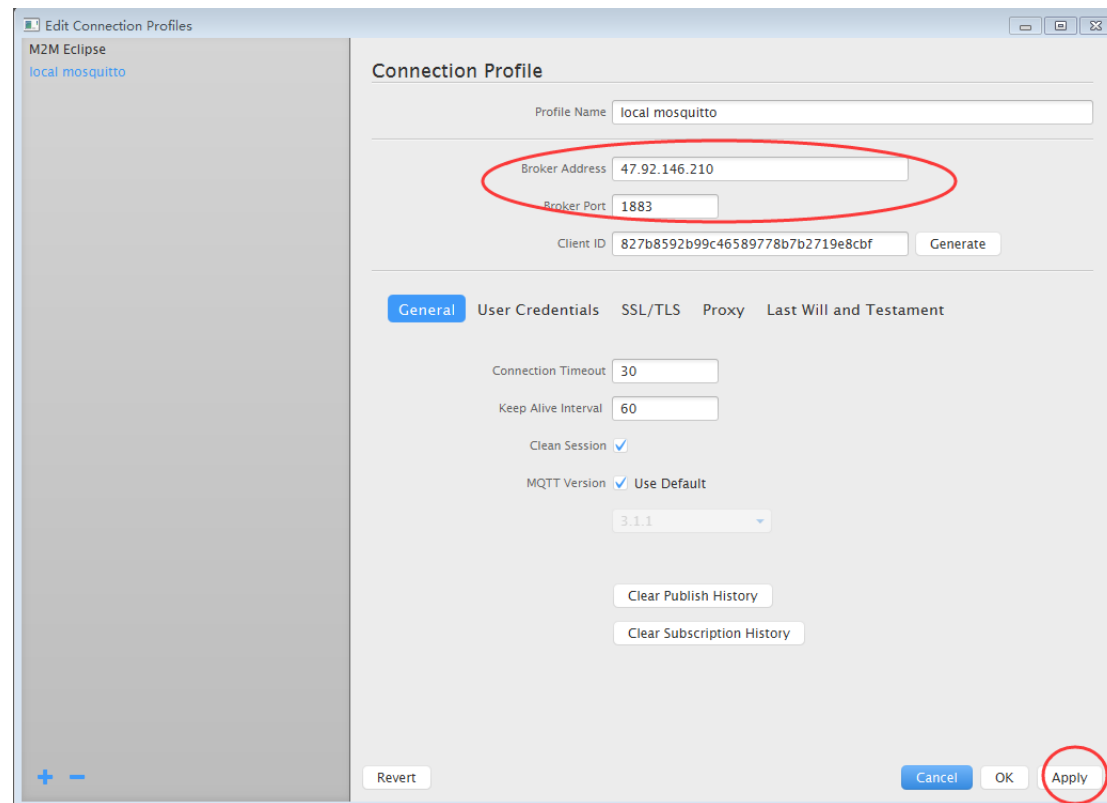 Edit Connection Profiles
M2M Eclipse
local mosquitto
Connection Profile
Profile Name local mosquitto
Broker Address 47.92.146.210
Broker Port 1883
Client ID 827b8592b99c46589778b7b2719e8cbf Generate
General User Credentials SSL/TLS Proxy Last Will and Testament
Connection Timeout 30
Keep Alive Interval 60
Clean Session
MQTT Version Use Default
3.1.1
Clear Publish History
Clear Subscription History
Revert Cancel OK Apply